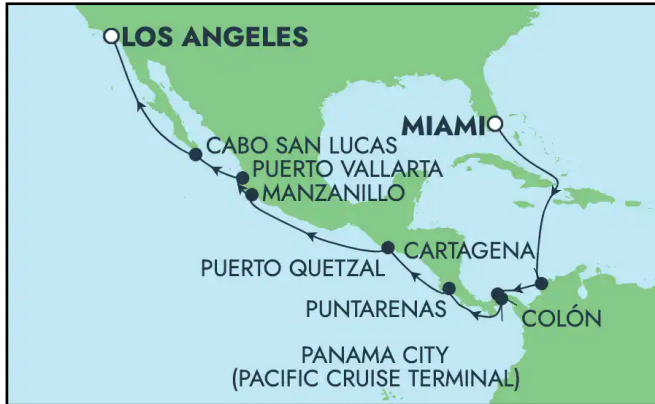 LOS ANGELES
MIAMI
CABO SAN LUCAS
PUERTO VALLARTA
MANZANILLO
CARTAGENA
PUERTO QUETZAL
PUNTARENAS
COLÓN
PANAMA CITY
(PACIFIC CRUISE TERMINAL)